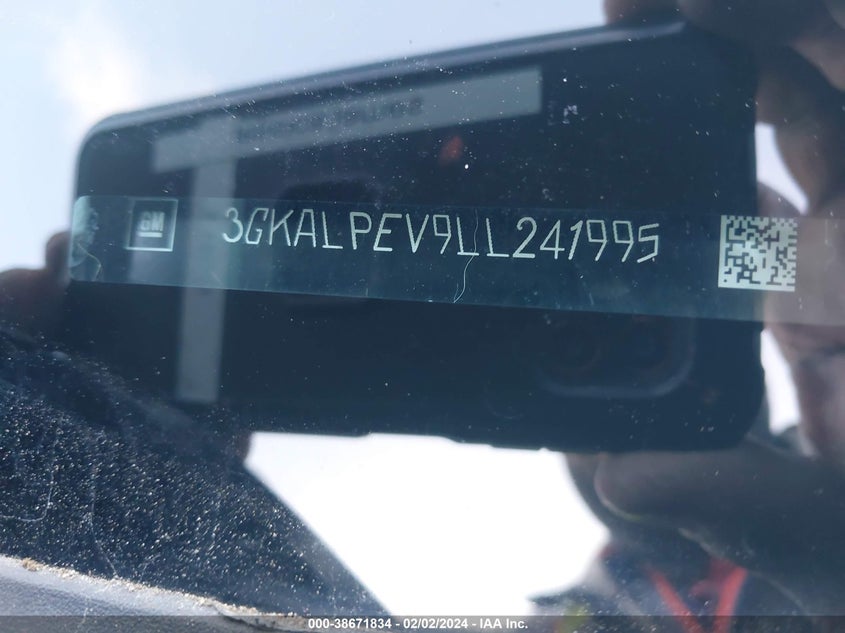 GM 3GKALPEV9LL241995
000-38671834 - 02/02/2024 - IAA Inc.